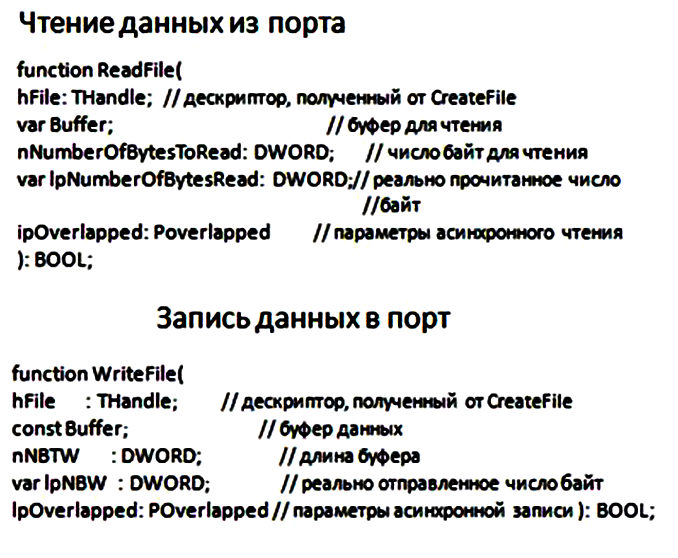 Чтение данных из порта
function ReadFile(
hFile: THandle; // дескриптор, полученный от CreateFile
var Buffer; // буфер для чтения
nNumberOfBytesToRead: DWORD; // число байт для чтения
var lpNumberOfBytesRead: DWORD;// реально прочитанное число
//байт
ipOverlapped: Poverlapped // параметры асинхронного чтения
): BOOL;
Запись данных в порт
function WriteFile(
hFile : THandle; // дескриптор, полученный от CreateFile
const Buffer; // буфер данных
nNBTW : DWORD; // длина буфера
var lpNBW : DWORD; // реально отправленное число байт
lpOverlapped: POverlapped // параметры асинхронной записи ): BOOL;